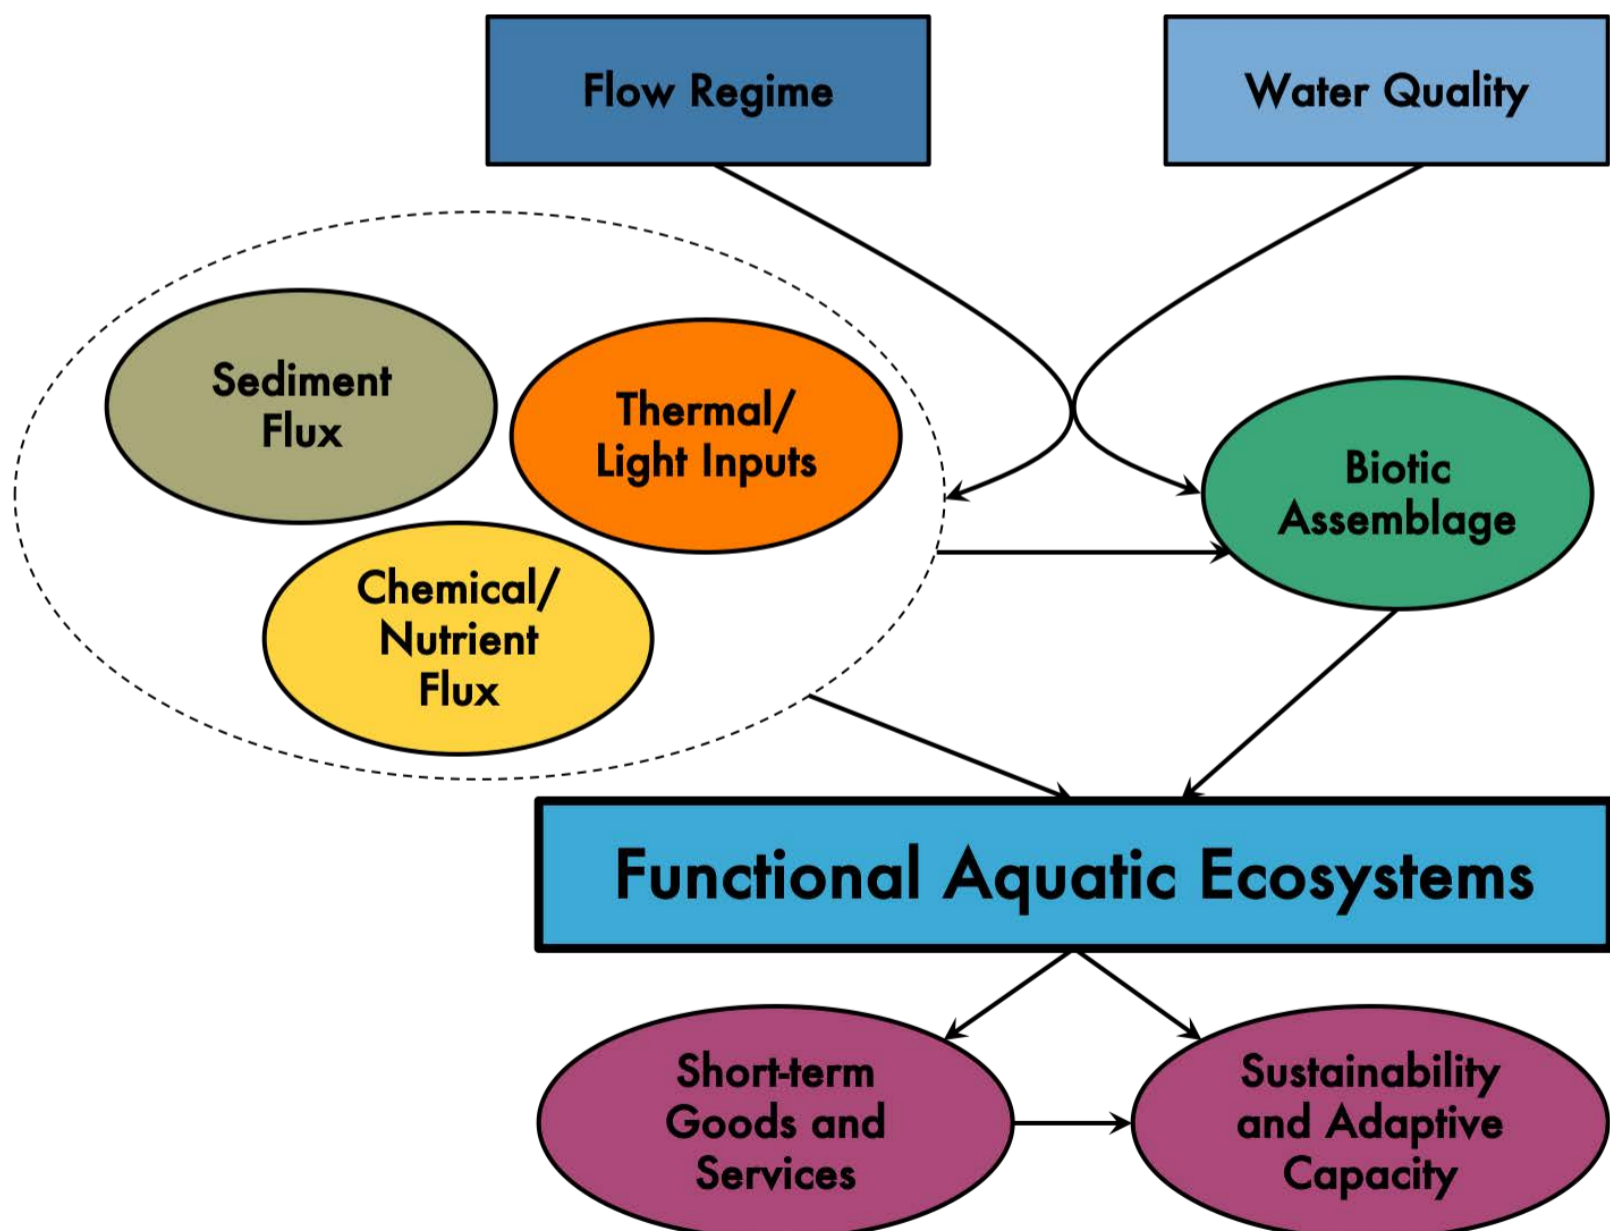 Flow Regime
Water Quality
Sediment
Flux
Thermal/
Light Inputs
Chemical/
Nutrient
Flux
Biotic
Assemblage
Functional Aquatic Ecosystems
Short-term
Goods and
Services
Sustainability
and Adaptive
Capacity